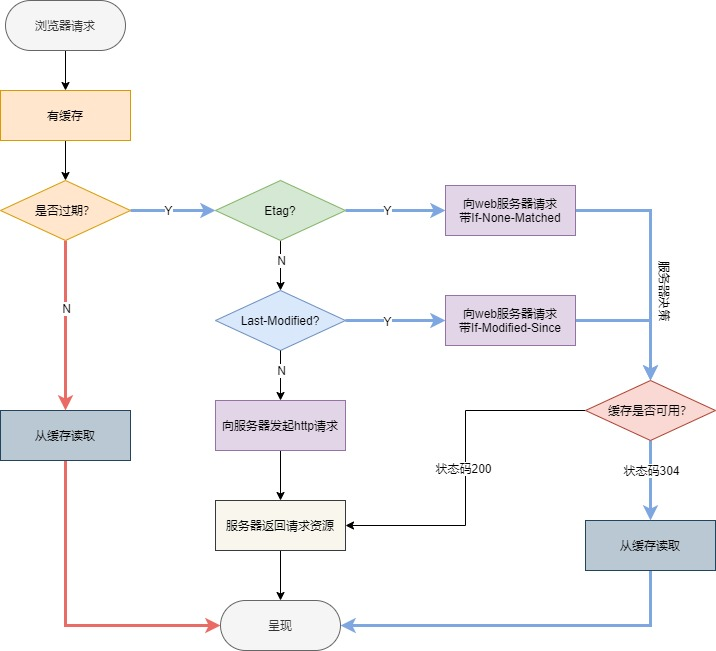 浏览器请求
有缓存
是否过期?
Y
Etag?
Y
向web服务器请求
带If-None-Matched
N
N
服务器决策
Last-Modified?
Y
向web服务器请求
带If-Modified-Since
N
从缓存读取
向服务器发起http请求
缓存是否可用?
状态码200
状态码304
服务器返回请求资源
从缓存读取
呈现